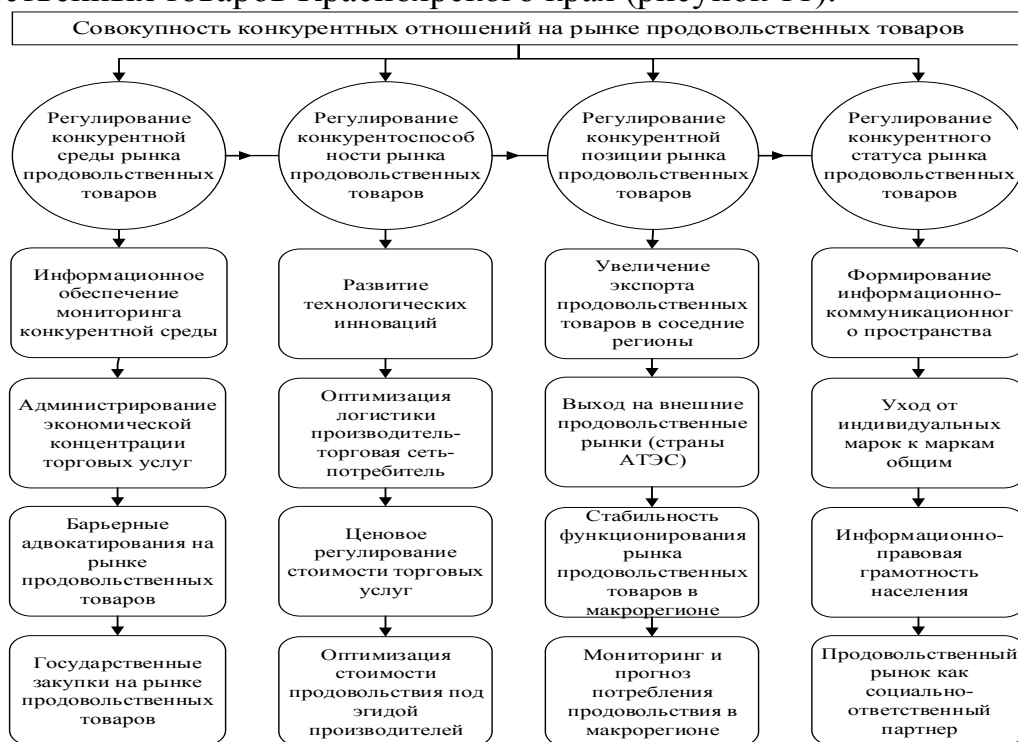 ственных товаров Красноярского края (рисунок 11).
Совокупность конкурентных отношений на рынке продовольственных товаров
Регулирование
конкурентной
среды рынка
продовольственных
товаров
Регулирование
конкурентоспособ
ности рынка
продовольственных
товаров
Регулирование
конкурентной
позиции рынка
продовольственных
товаров
Регулирование
конкурентного
статуса рынка
продовольственных
товаров
Информационное
обеспечение
мониторинга
конкурентной среды
Развитие
технологических
инноваций
Увеличение
экспорта
продовольственных
товаров в соседние
регионы
Формирование
информационно-
коммуникационног
о пространства
Администрирование
экономической
концентрации
торговых услуг
Оптимизация
логистики
производитель-
торговая сеть-
потребитель
Выход на внешние
продовольственные
рынки (страны
АТЭС)
Уход от
индивидуальных
марок к маркам
общим
Барьерные
адвокатирования на
рынке
продовольственных
товаров
Ценовое
регулирование
стоимости торговых
услуг
Стабильность
функционирования
рынка
продовольственных
товаров в
макрорегионе
Информационно-
правовая
грамотность
населения
Государственные
закупки на рынке
продовольственных
товаров
Оптимизация
стоимости
продовольствия под
эгидой
производителей
Мониторинг и
прогноз
потребления
продовольствия в
макрорегионе
Продовольственный
рынок как
социально-
ответственный
партнер